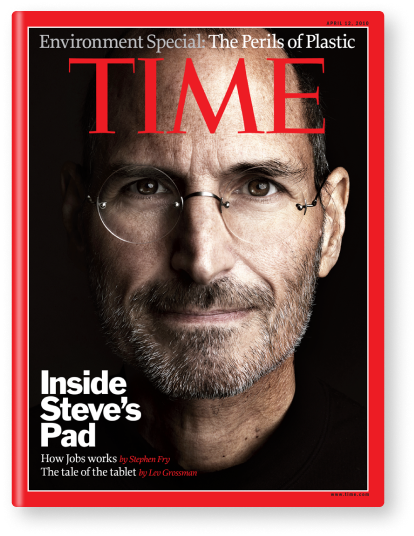 APRIL 12, 2010
Environment Special: The Perils of Plastic
TIME
Inside
Steve's
Pad
How Jobs works by Stephen Fry
The tale of the tablet by Lev Grossman
www.time.com